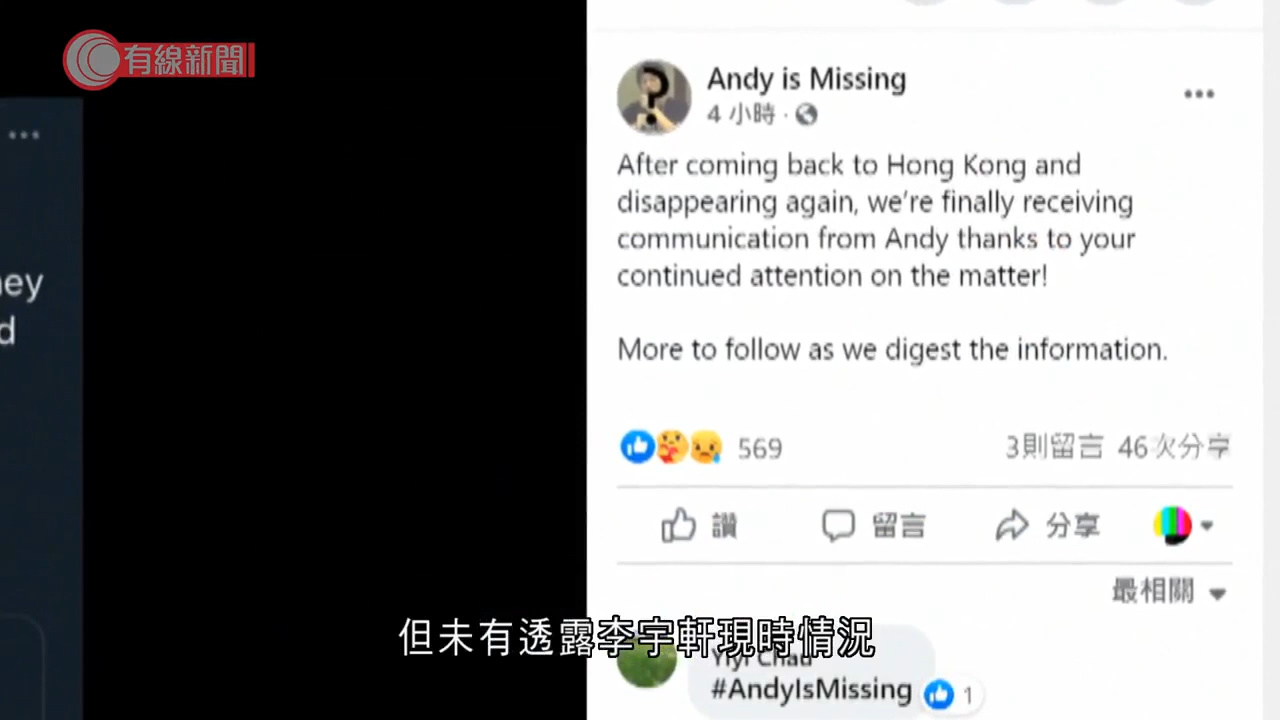 有線新聞
ney
d
Andy is Missing
4 小時
After coming back to Hong Kong and
disappearing again, we're finally receiving
communication from Andy thanks to your
continued attention on the matter!
More to follow as we digest the information.
569
3則留言 46次分享
讚 留言 分享
最相關
但未有透露李宇軒現時情況
Yiyi Chau
#AndyIsMissing 1